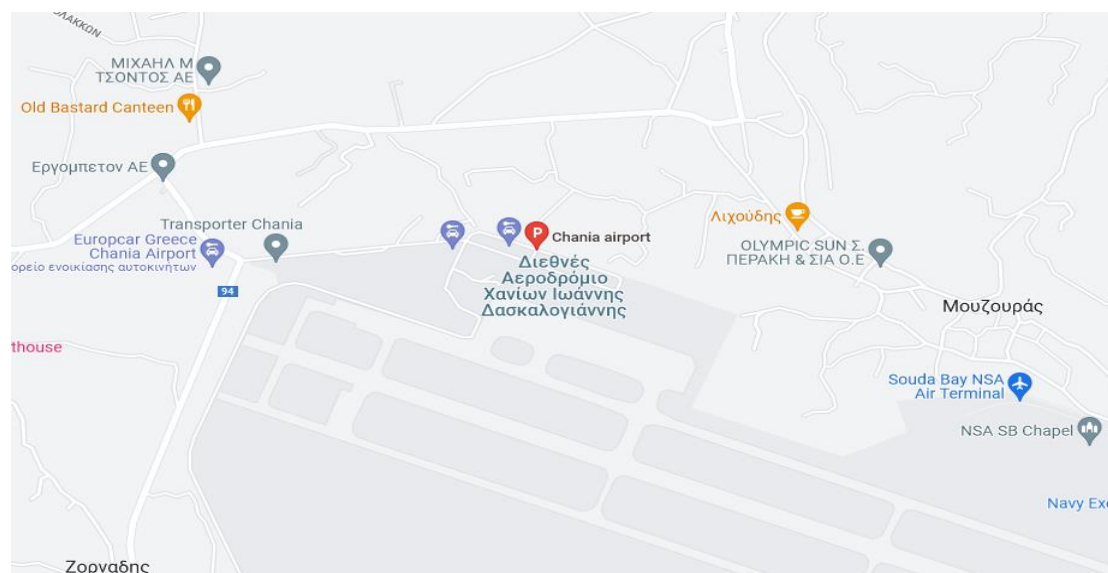 ΜΙΧΑΗΛ Μ
ΤΣΟΝΤΟΣ ΑΕ
Old Bastard Canteen
Εργομπετον ΑΕ
Transporter Chania
Europcar Greece
Chania Airport
ορείο ενοικίασης αυτοκινήτων
94
P
Chania airport
Διεθνές
Αεροδρόμιο
Χανίων Ιωάννης
Δασκαλογιάννης
Λιχούδης
OLYMPIC SUN Σ.
ΠΕΡΑΚΗ & ΣΙΑ Ο.Ε
Μουζουράς
thouse
Souda Bay NSA
Air Terminal
NSA SB Chapel
Navy Exc
Ζορναδης